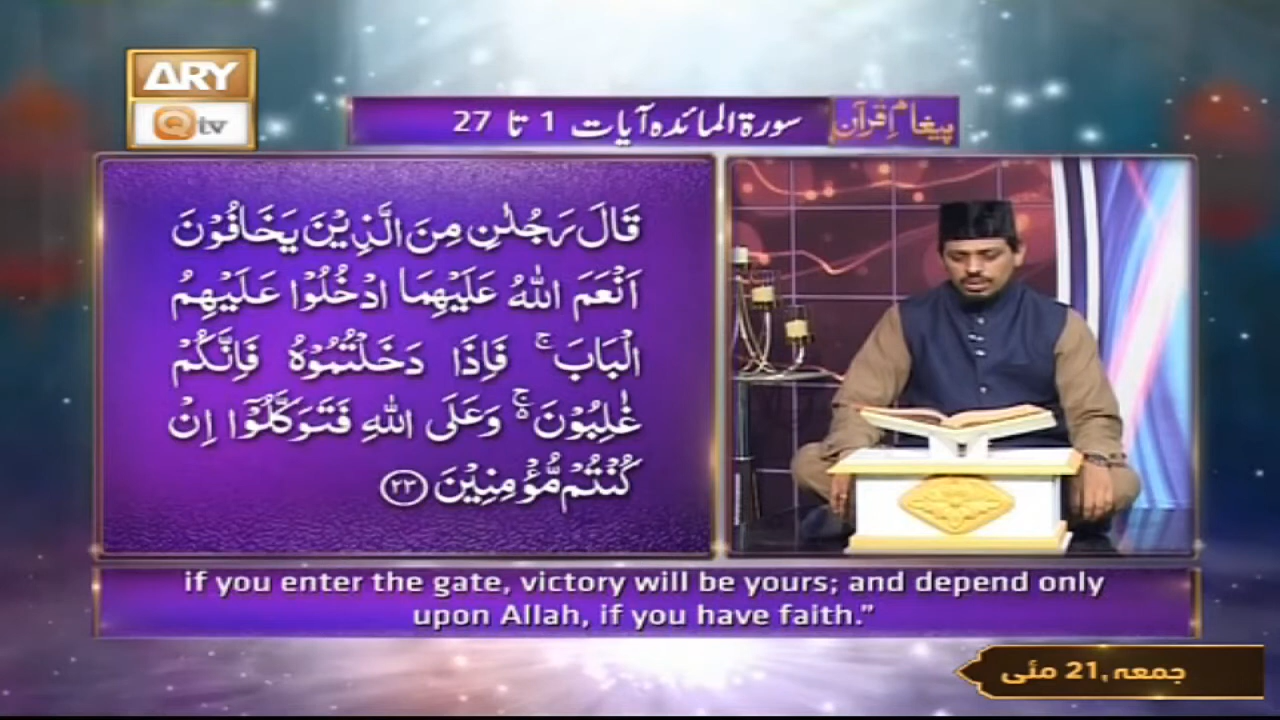 ARY
Qtv
پیغامِ قرآن
سورۃ المائدہ آیات 1 تا 27
قَالَ رَجُلٰنِ مِنَ الَّذِیْنَ یَخَافُوْنَ
اَنْعَمَ اللّٰهُ عَلَیْهِمَا ادْخُلُوْا عَلَیْهِمُ
الْبَابَ ۚ فَاِذَا دَخَلْتُمُوْهُ فَاِنَّكُمْ
غٰلِبُوْنَ ۚ۬ وَعَلَی اللّٰهِ فَتَوَكَّلُوْۤا اِنْ
كُنْتُمْ مُّؤْمِنِیْنَ ﴿۲۳﴾
if you enter the gate, victory will be yours; and depend only
upon Allah, if you have faith.”
جمعہ, 21 مئی